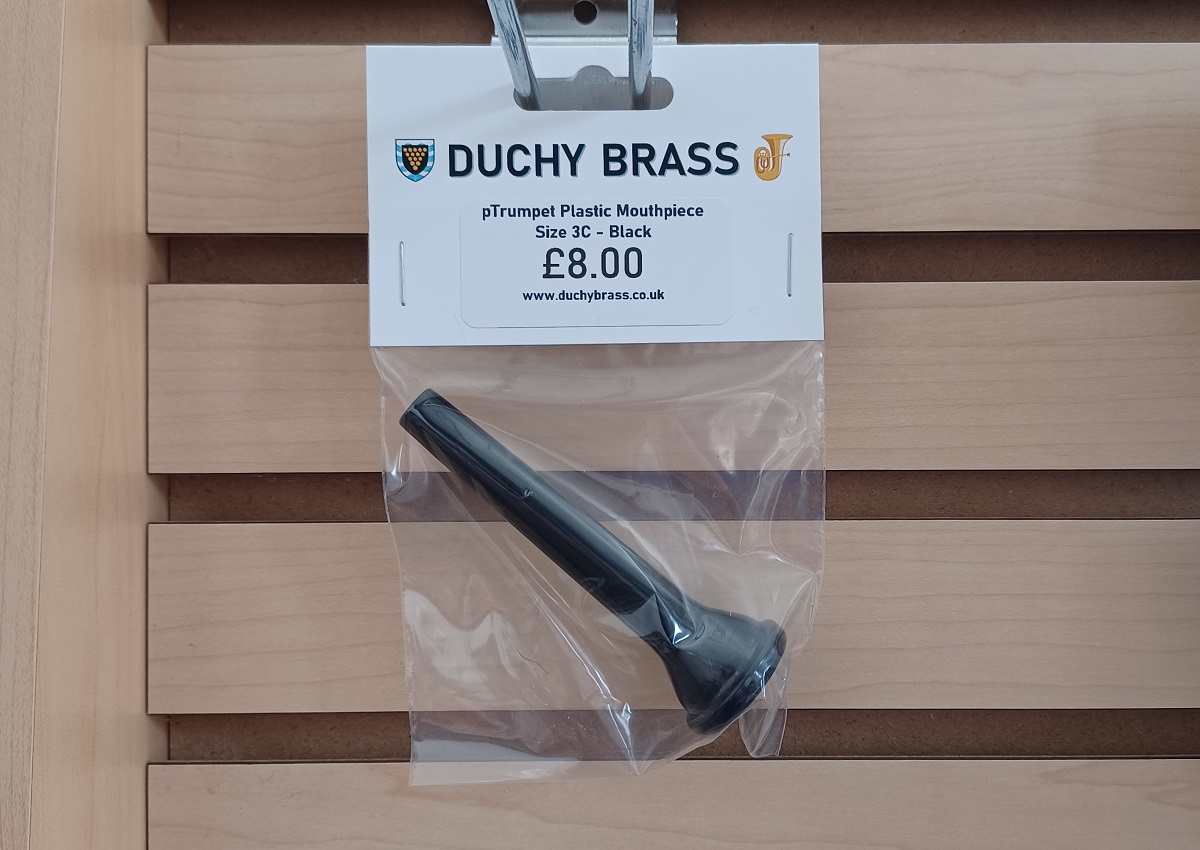 DUCHY BRASS
pTrumpet Plastic Mouthpiece
Size 3C - Black
£8.00
www.duchybrass.co.uk